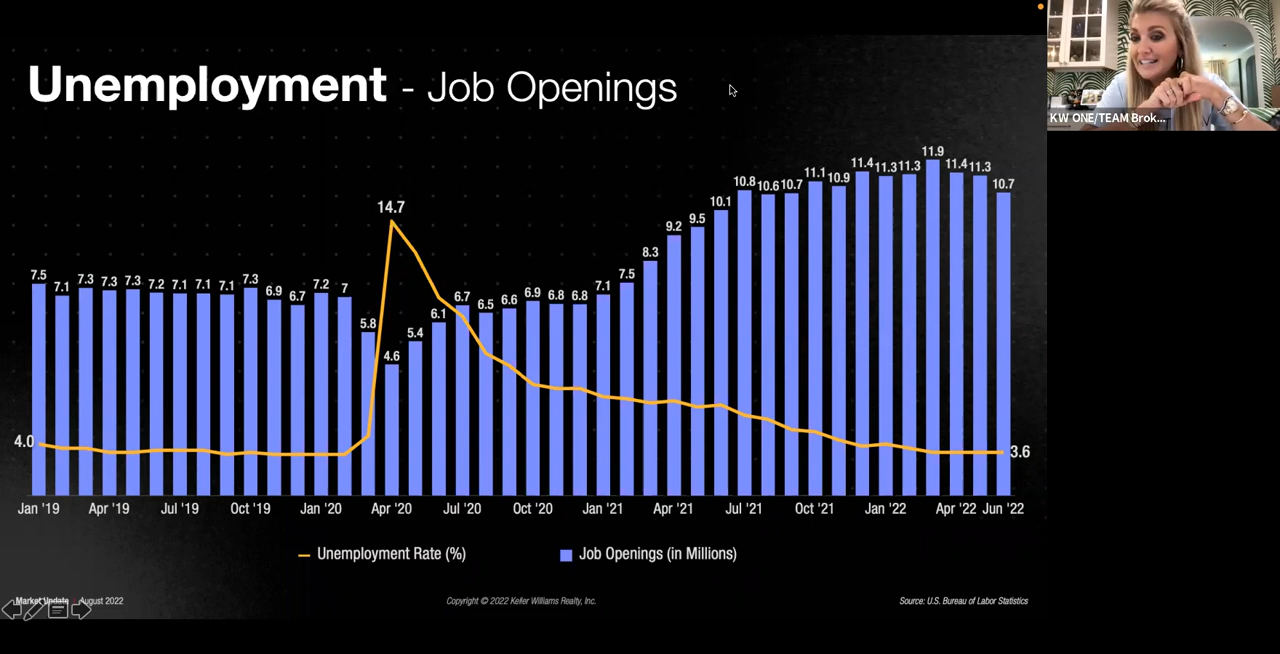 Unemployment - Job Openings
KW ONE/TEAM Brok...
14.7
7.5 7.1 7.3 7.3 7.3 7.2 7.1 7.1 7.1 7.3 6.9 6.7 7.2 7 5.8 4.6 5.4 6.1 6.7 6.5 6.6 6.9 6.8 6.8 7.1 7.5 8.3 9.2 9.5 10.1 10.8 10.6 10.7 11.1 10.9 11.4 11.3 11.3 11.9 11.4 11.3 10.7
4.0 3.6
Jan '19 Apr '19 Jul '19 Oct '19 Jan '20 Apr '20 Jul '20 Oct '20 Jan '21 Apr '21 Jul '21 Oct '21 Jan '22 Apr '22 Jun '22
Unemployment Rate (%) Job Openings (in Millions)
Market Update August 2022 Copyright © 2022 Keller Williams Realty, Inc. Source: U.S. Bureau of Labor Statistics